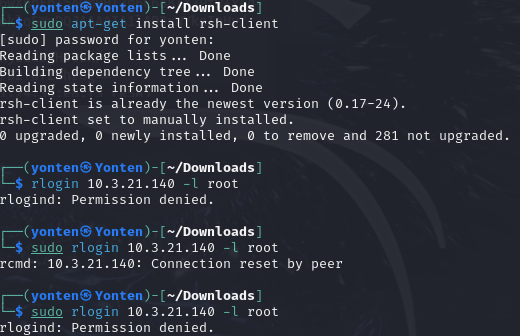 ┌──(yonten㉿Yonten)-[~/Downloads]
└─$ sudo apt-get install rsh-client
[sudo] password for yonten:
Reading package lists... Done
Building dependency tree... Done
Reading state information... Done
rsh-client is already the newest version (0.17-24).
rsh-client set to manually installed.
0 upgraded, 0 newly installed, 0 to remove and 281 not upgraded.
┌──(yonten㉿Yonten)-[~/Downloads]
└─$ rlogin 10.3.21.140 -l root
rlogind: Permission denied.
┌──(yonten㉿Yonten)-[~/Downloads]
└─$ sudo rlogin 10.3.21.140 -l root
rcmd: 10.3.21.140: Connection reset by peer
┌──(yonten㉿Yonten)-[~/Downloads]
└─$ sudo rlogin 10.3.21.140 -l root
rlogind: Permission denied.